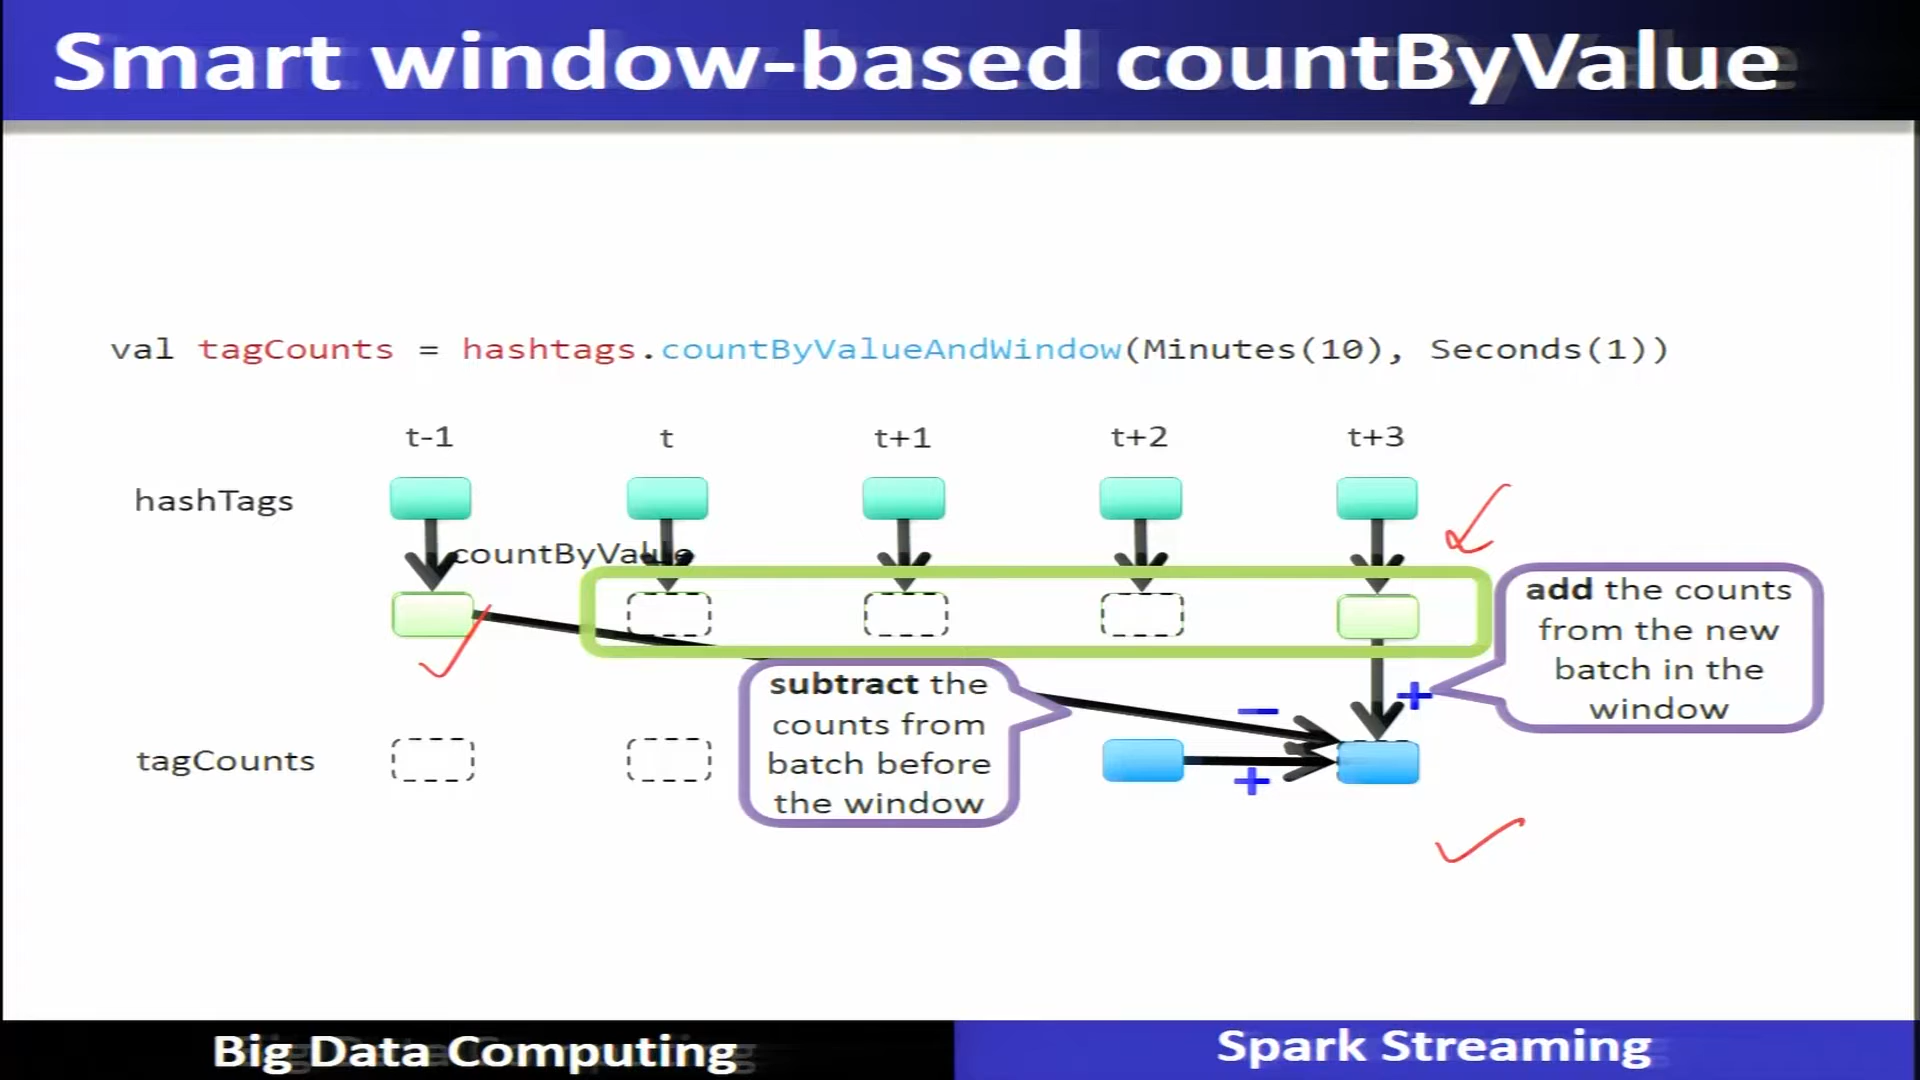 Smart window-based countByValue
val tagCounts = hashtags.countByValueAndWindow(Minutes(10), Seconds(1))
t-1 t t+1 t+2 t+3
hashTags
countByValue
add the counts
from the new
batch in the
window
subtract the
counts from
batch before
the window
– +
tagCounts
+
Big Data Computing
Spark Streaming